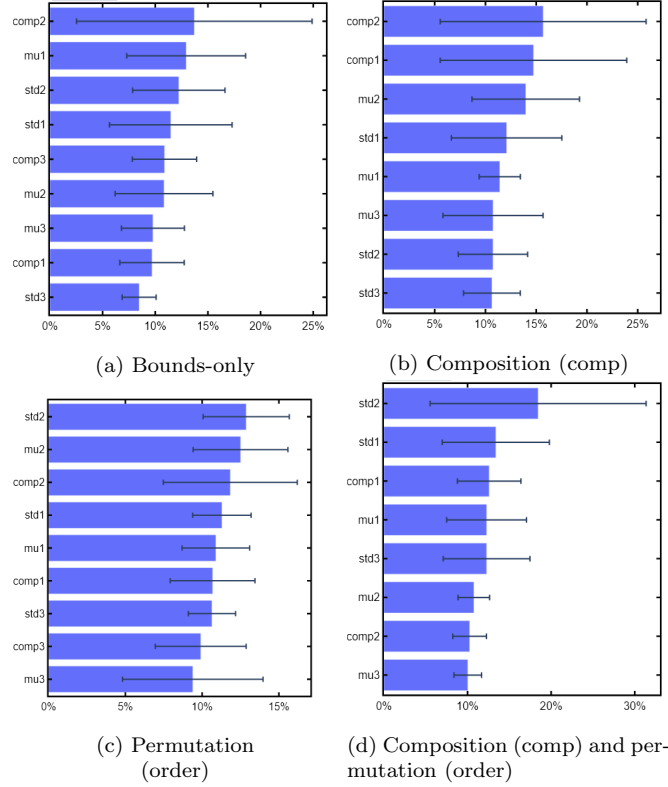 comp2
mu1
std2
std1
comp3
mu2
mu3
comp1
std3
0% 5% 10% 15% 20% 25%
(a) Bounds-only
comp2
comp1
mu2
std1
mu1
mu3
std2
std3
0% 5% 10% 15% 20% 25%
(b) Composition (comp)
std2
mu2
comp2
std1
mu1
comp1
std3
comp3
mu3
5% 10% 15%
(c) Permutation
(order)
std2
std1
comp1
mu1
std3
mu2
comp2
mu3
0% 10% 20% 30%
(d) Composition (comp) and per-
mutation (order)